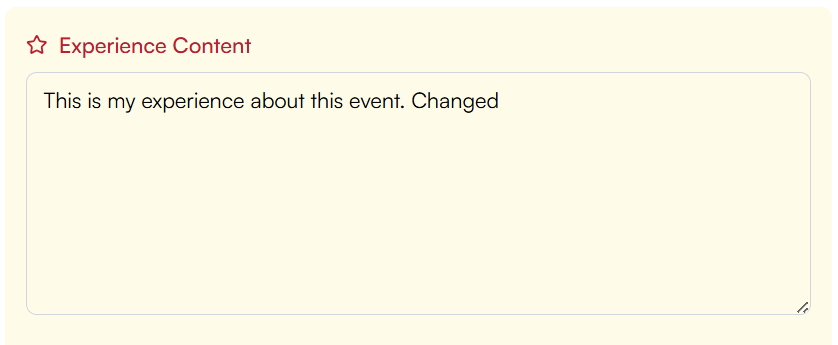 Experience Content
This is my experience about this event. Changed